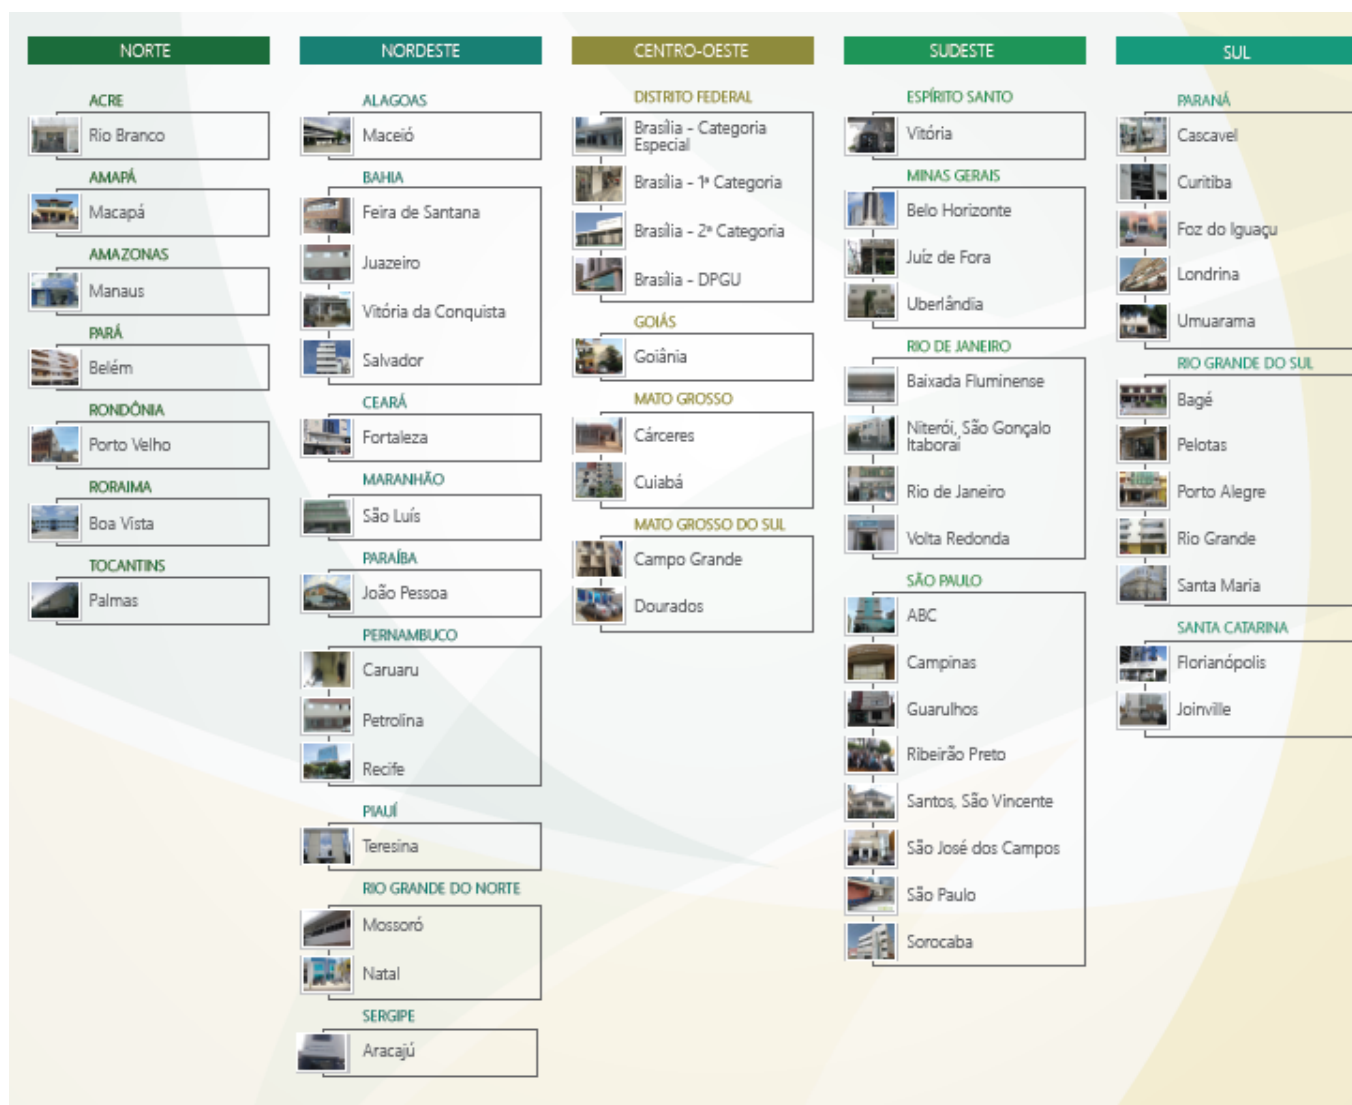 NORTE
ACRE
Rio Branco
AMAPÁ
Macapá
AMAZONAS
Manaus
PARÁ
Belém
RONDÔNIA
Porto Velho
RORAIMA
Boa Vista
TOCANTINS
Palmas
NORDESTE
ALAGOAS
Maceió
BAHIA
Feira de Santana
Juazeiro
Vitória da Conquista
Salvador
CEARÁ
Fortaleza
MARANHÃO
São Luís
PARAÍBA
João Pessoa
PERNAMBUCO
Caruaru
Petrolina
Recife
PIAUÍ
Teresina
RIO GRANDE DO NORTE
Mossoró
Natal
SERGIPE
Aracajú
CENTRO-OESTE
DISTRITO FEDERAL
Brasília - Categoria
Especial
Brasília - 1ª Categoria
Brasília - 2ª Categoria
Brasília - DPGU
GOIÁS
Goiânia
MATO GROSSO
Cárceres
Cuiabá
MATO GROSSO DO SUL
Campo Grande
Dourados
SUDESTE
ESPÍRITO SANTO
Vitória
MINAS GERAIS
Belo Horizonte
Juíz de Fora
Uberlândia
RIO DE JANEIRO
Baixada Fluminense
Niterói, São Gonçalo
Itaboraí
Rio de Janeiro
Volta Redonda
SÃO PAULO
ABC
Campinas
Guarulhos
Ribeirão Preto
Santos, São Vincente
São José dos Campos
São Paulo
Sorocaba
SUL
PARANÁ
Cascavel
Curitiba
Foz do Iguaçu
Londrina
Umuarama
RIO GRANDE DO SUL
Bagé
Pelotas
Porto Alegre
Rio Grande
Santa Maria
SANTA CATARINA
Florianópolis
Joinville